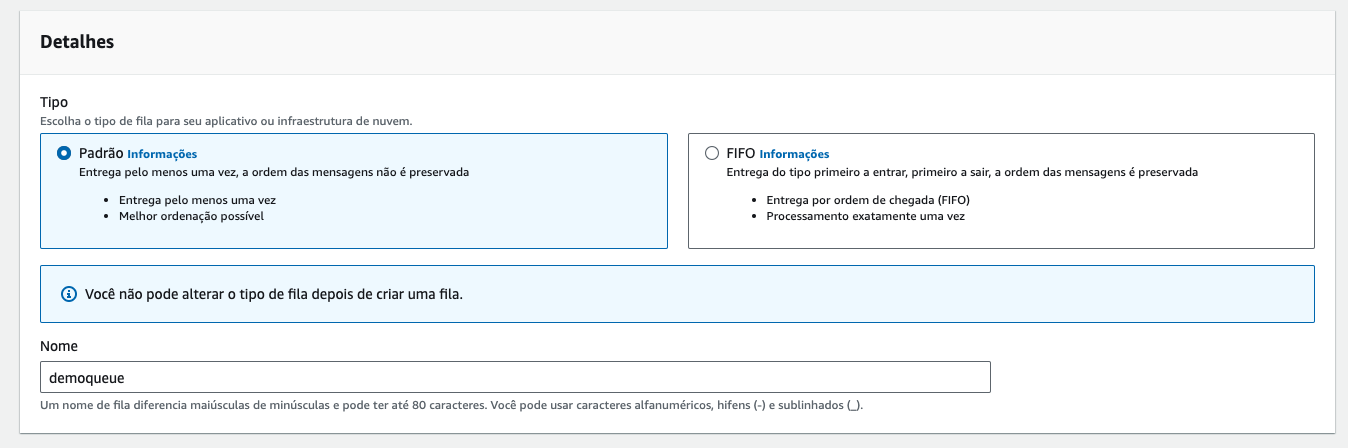 Detalhes
Tipo
Escolha o tipo de fila para seu aplicativo ou infraestrutura de nuvem.
Padrão Informações
Entrega pelo menos uma vez, a ordem das mensagens não é preservada
• Entrega pelo menos uma vez
• Melhor ordenação possível
FIFO Informações
Entrega do tipo primeiro a entrar, primeiro a sair, a ordem das mensagens é preservada
• Entrega por ordem de chegada (FIFO)
• Processamento exatamente uma vez
Você não pode alterar o tipo de fila depois de criar uma fila.
Nome
demoqueue
Um nome de fila diferencia maiúsculas de minúsculas e pode ter até 80 caracteres. Você pode usar caracteres alfanuméricos, hifens (-) e sublinhados (_).